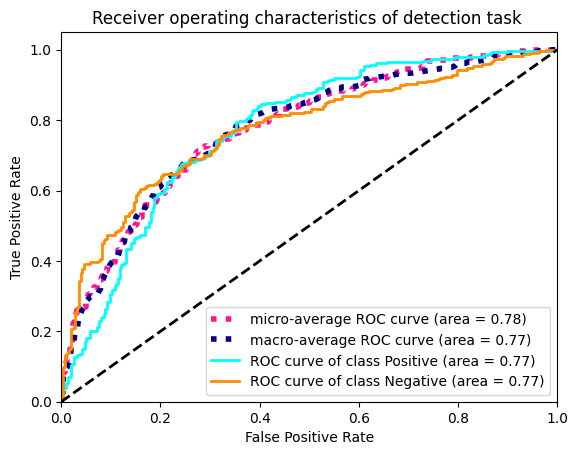 Receiver operating characteristics of detection task
True Positive Rate
1.0
0.8
0.6
0.4
0.2
0.0
micro-average ROC curve (area = 0.78)
macro-average ROC curve (area = 0.77)
ROC curve of class Positive (area = 0.77)
ROC curve of class Negative (area = 0.77)
0.0 0.2 0.4 0.6 0.8 1.0
False Positive Rate